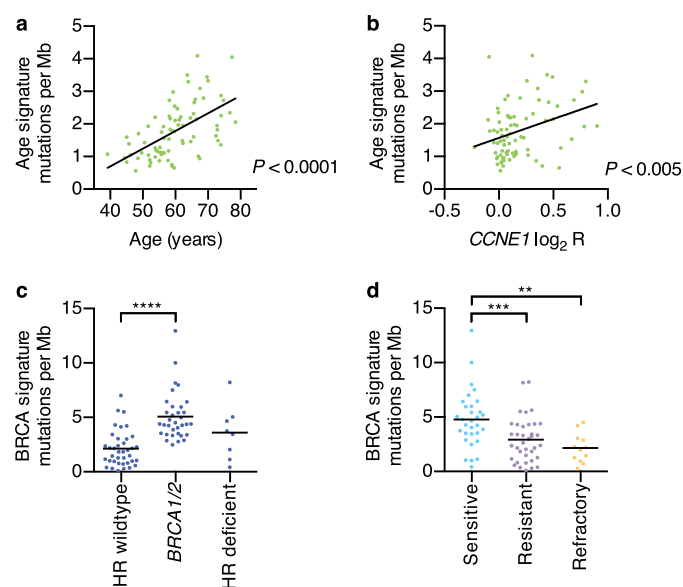 a
Age signature
mutations per Mb
5
4
3
2
1
0
40 50 60 70 80
Age (years)
P < 0.0001
b
Age signature
mutations per Mb
5
4
3
2
1
0
-0.5 0.0 0.5 1.0
CCNE1 log2 R
P < 0.005
c
BRCA signature
mutations per Mb
15
10
5
0
****
HR wildtype
BRCA1/2
HR deficient
d
BRCA signature
mutations per Mb
15
10
5
0
**
***
Sensitive
Resistant
Refractory